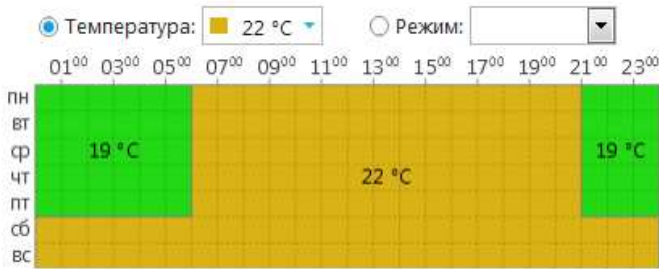 Температура: 22 °C Режим:
01⁰⁰ 03⁰⁰ 05⁰⁰ 07⁰⁰ 09⁰⁰ 11⁰⁰ 13⁰⁰ 15⁰⁰ 17⁰⁰ 19⁰⁰ 21⁰⁰ 23⁰⁰
пн
вт
ср 19 °C 19 °C
чт 22 °C
пт
сб
вс